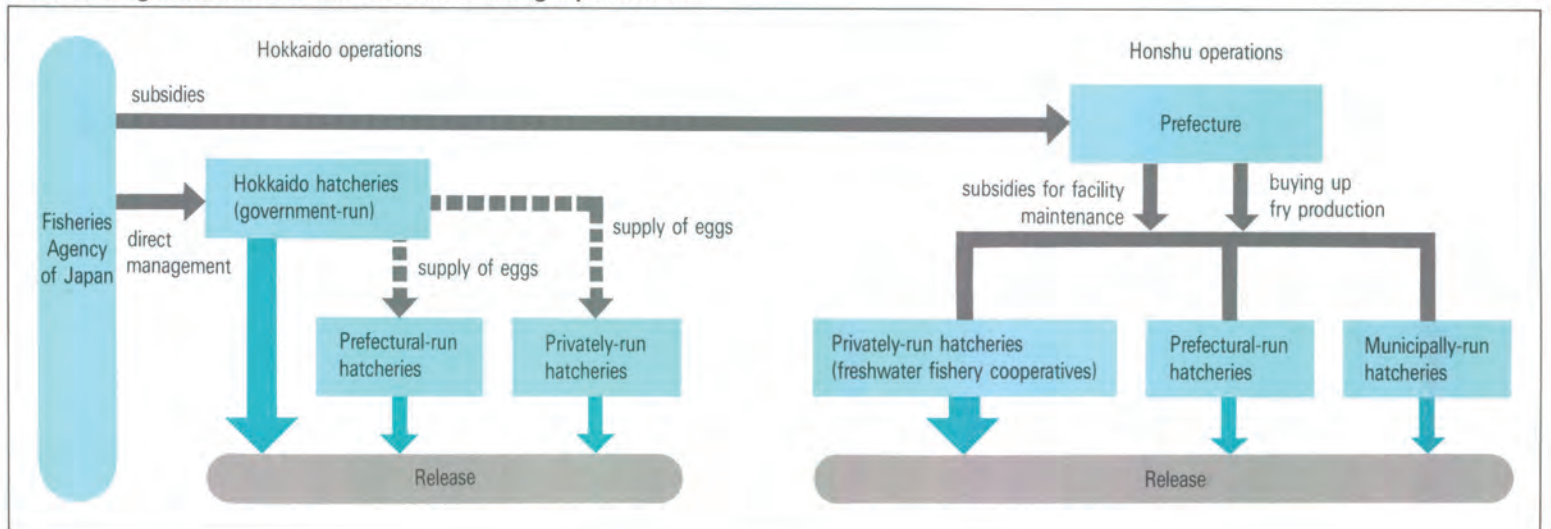 Hokkaido operations
Honshu operations
subsidies
Prefecture
Fisheries
Agency
of Japan
direct
management
Hokkaido hatcheries
(government-run)
supply of eggs
supply of eggs
Prefectural-run
hatcheries
Privately-run
hatcheries
Release
subsidies for facility
maintenance
buying up
fry production
Privately-run hatcheries
(freshwater fishery cooperatives)
Prefectural-run
hatcheries
Municipally-run
hatcheries
Release